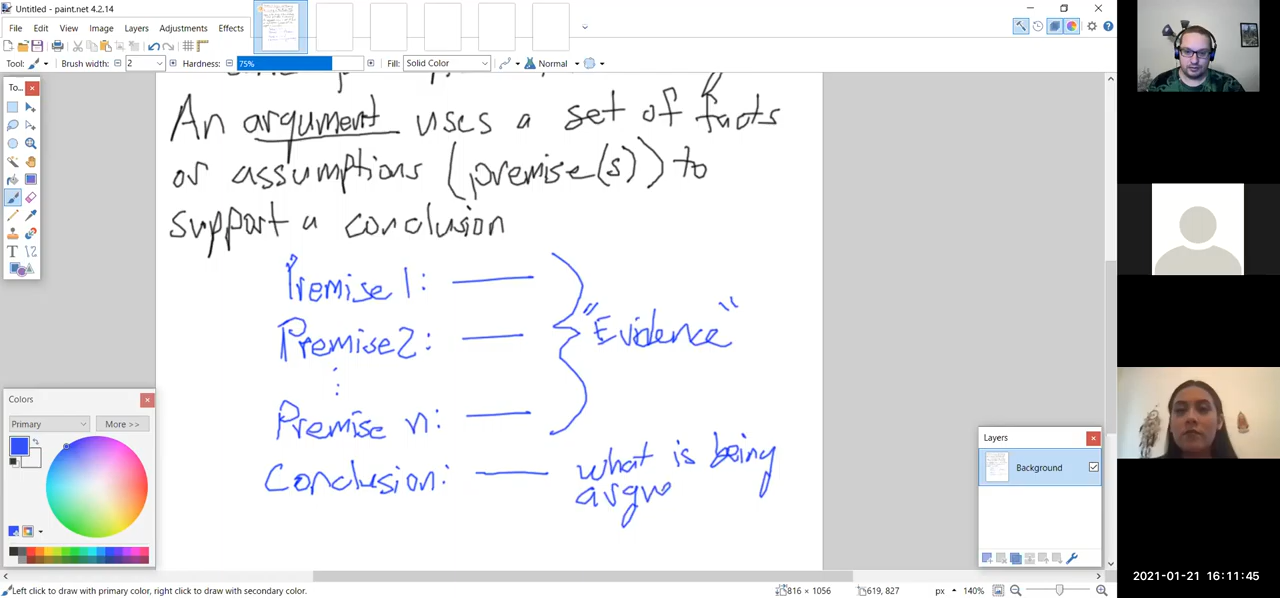 Untitled - paint.net 4.2.14
File Edit View Image Layers Adjustments Effects
Tool: Brush width: 2 Hardness: 75% Fill: Solid Color Normal
To...
An argument uses a set of facts
or assumptions (premise(s)) to
support a conclusion
Premise 1:
Premise 2: "Evidence"
Premise n:
Conclusion: what is being
argue
Colors
Primary More >>
Layers
Background
Left click to draw with primary color, right click to draw with secondary color. 816 × 1056 619, 827 px 140%
2021-01-21 16:11:45